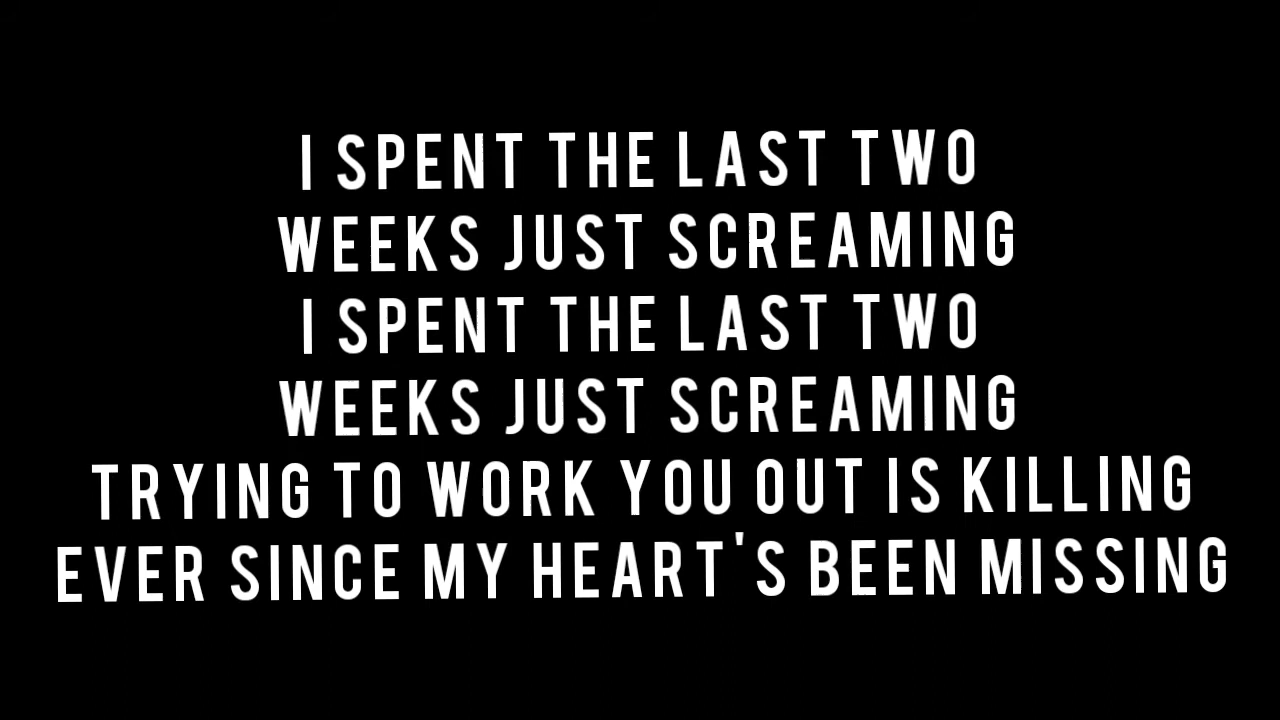 I SPENT THE LAST TWO
WEEKS JUST SCREAMING
I SPENT THE LAST TWO
WEEKS JUST SCREAMING
TRYING TO WORK YOU OUT IS KILLING
EVER SINCE MY HEART'S BEEN MISSING